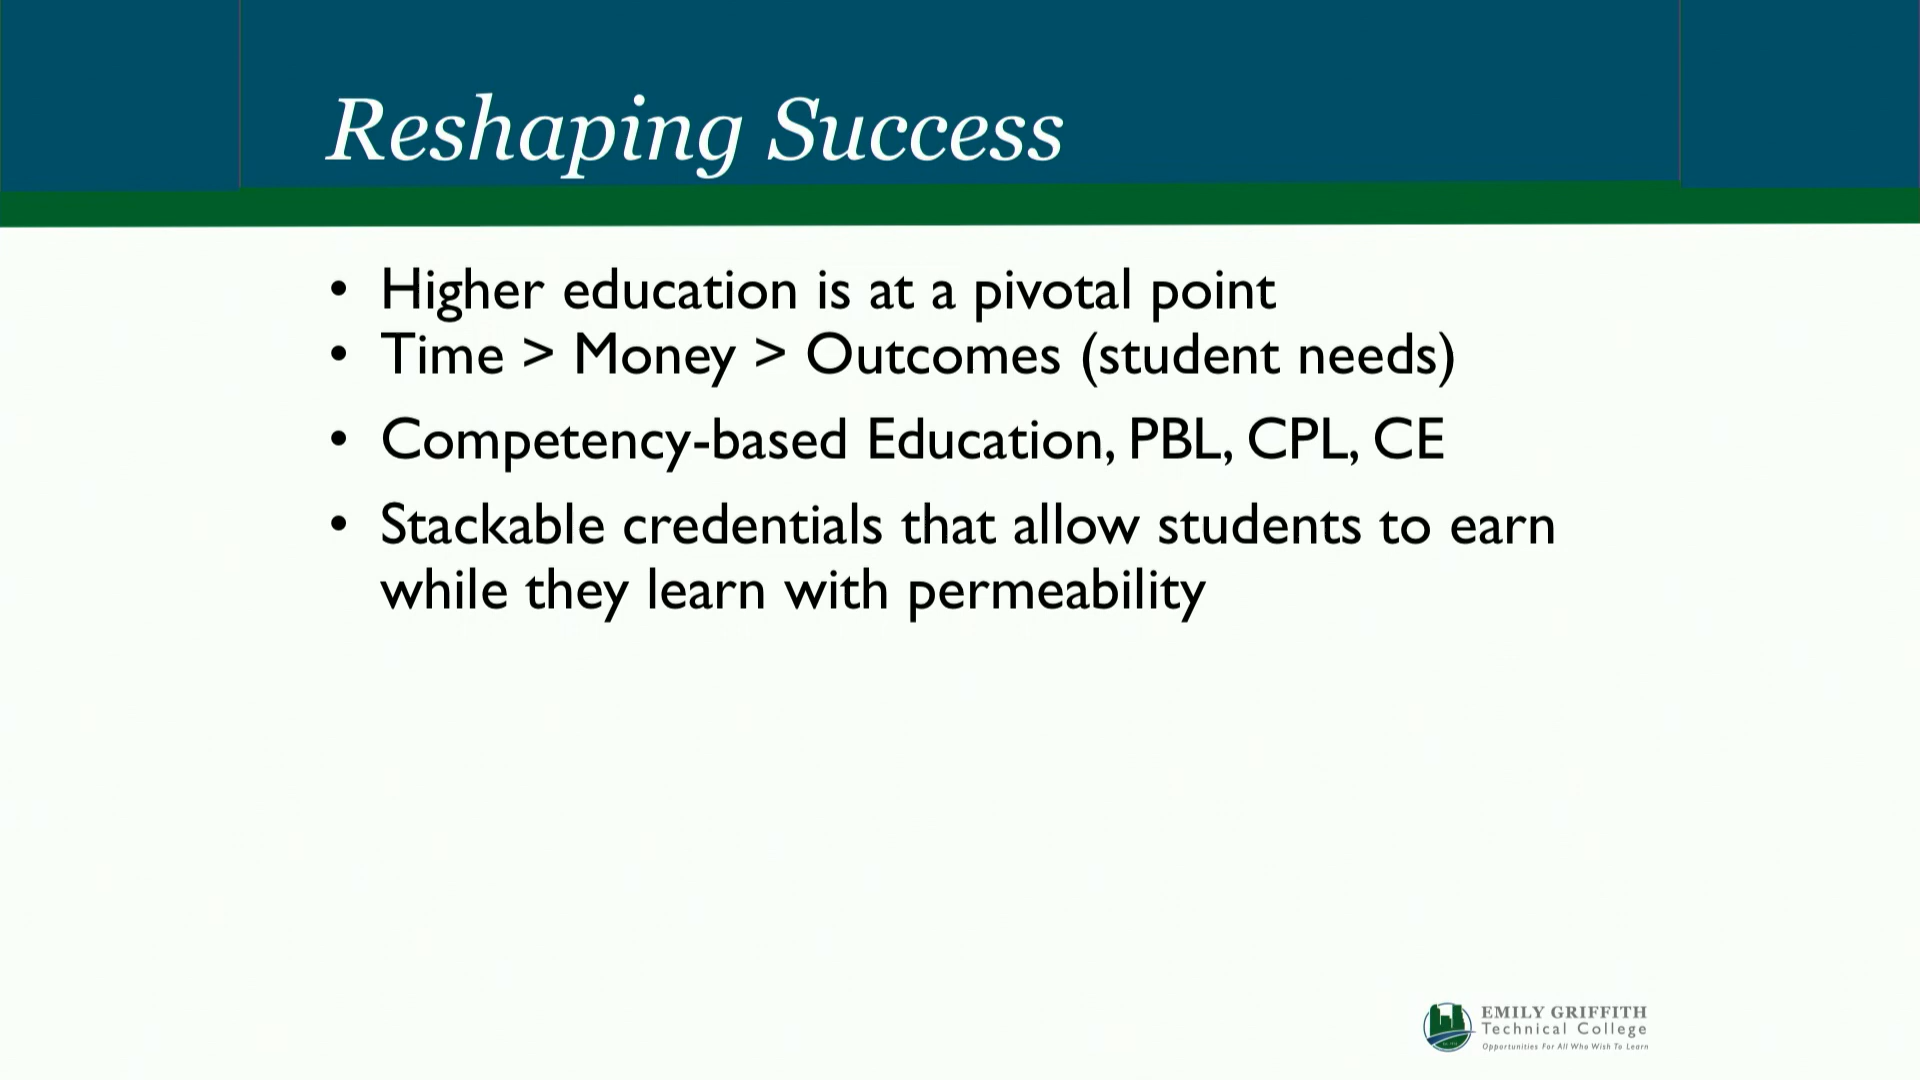 Reshaping Success
• Higher education is at a pivotal point
• Time > Money > Outcomes (student needs)
• Competency-based Education, PBL, CPL, CE
• Stackable credentials that allow students to earn
while they learn with permeability
EMILY GRIFFITH
Technical College
Opportunities For All Who Wish To Learn